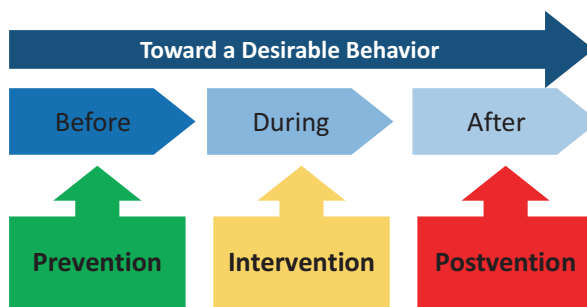 Toward a Desirable Behavior
Before During After
Prevention Intervention Postvention